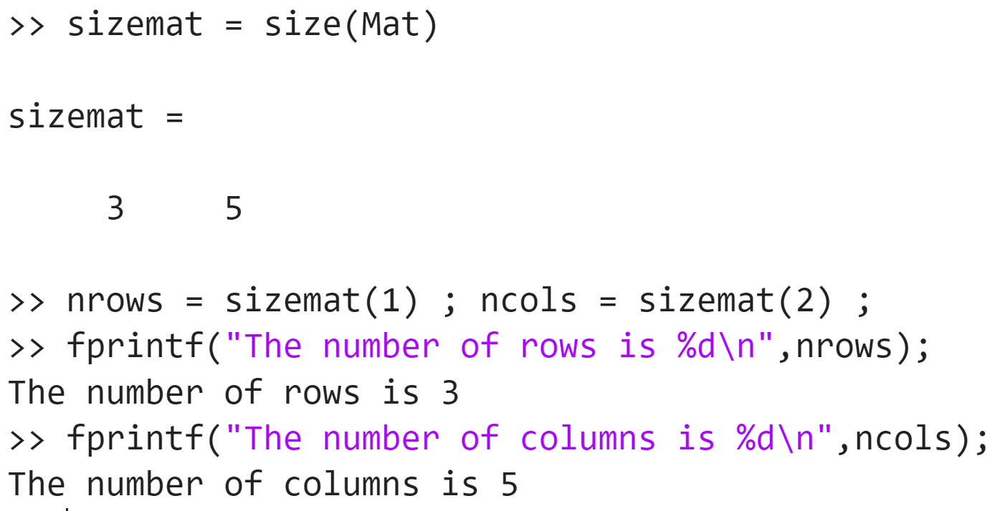 >> sizemat = size(Mat)
sizemat =
3     5
>> nrows = sizemat(1) ; ncols = sizemat(2) ;
>> fprintf("The number of rows is %d\n",nrows);
The number of rows is 3
>> fprintf("The number of columns is %d\n",ncols);
The number of columns is 5